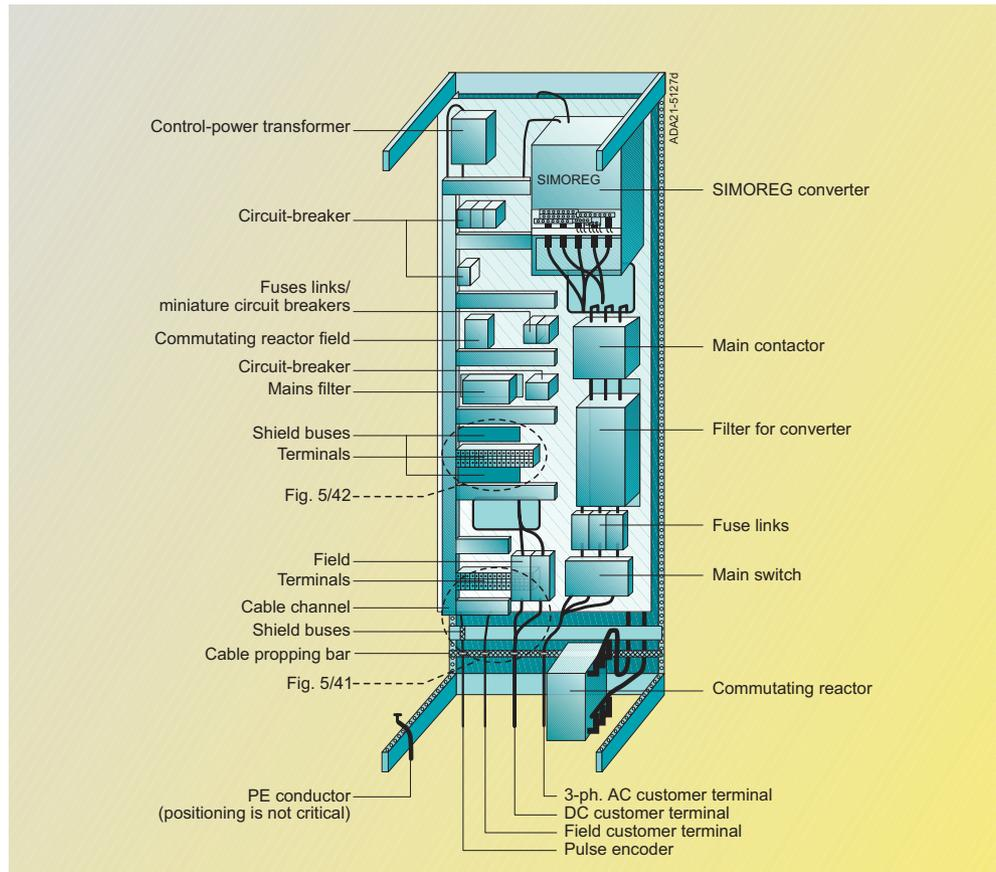 ADA21-5127d
Control-power transformer
SIMOREG
SIMOREG converter
Circuit-breaker
Fuses links/
miniature circuit breakers
Commutating reactor field
Main contactor
Circuit-breaker
Mains filter
Shield buses
Filter for converter
Terminals
Fig. 5/42
Fuse links
Field
Main switch
Terminals
Cable channel
Shield buses
Cable propping bar
Fig. 5/41
Commutating reactor
PE conductor
(positioning is not critical)
3-ph. AC customer terminal
DC customer terminal
Field customer terminal
Pulse encoder